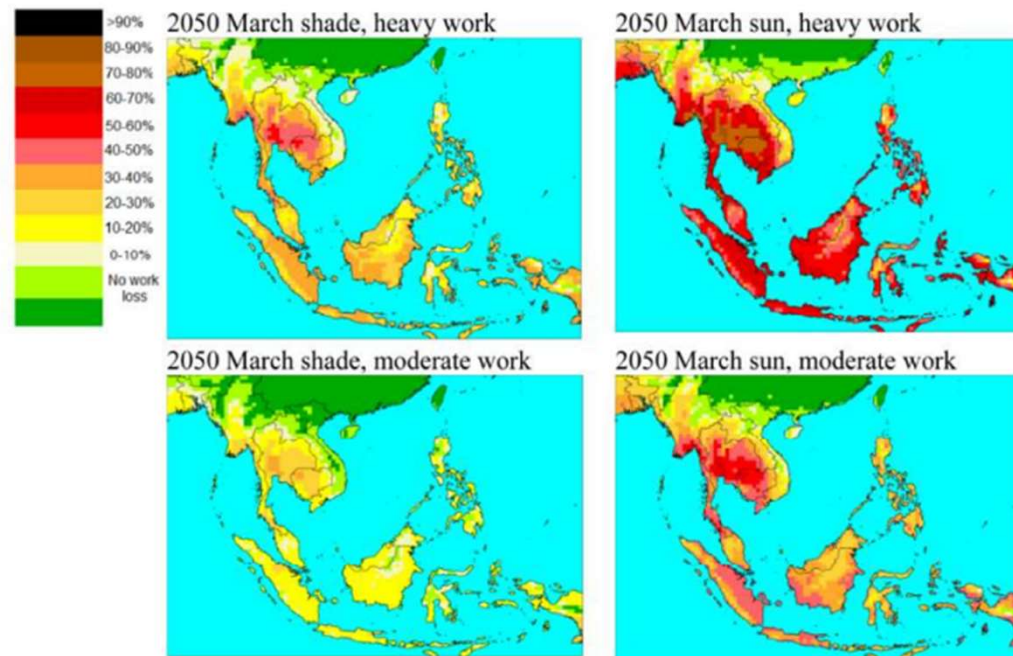 >90%
80-90%
70-80%
60-70%
50-60%
40-50%
30-40%
20-30%
10-20%
0-10%
No work
loss
2050 March shade, heavy work
2050 March sun, heavy work
2050 March shade, moderate work
2050 March sun, moderate work